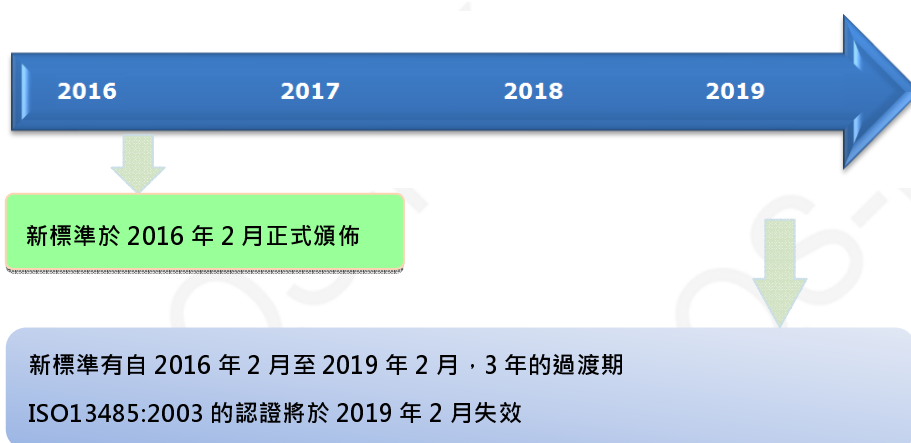 2016 2017 2018 2019
新標準於 2016 年 2 月正式頒佈
新標準有自 2016 年 2 月至 2019 年 2 月，3 年的過渡期
ISO13485:2003 的認證將於 2019 年 2 月失效